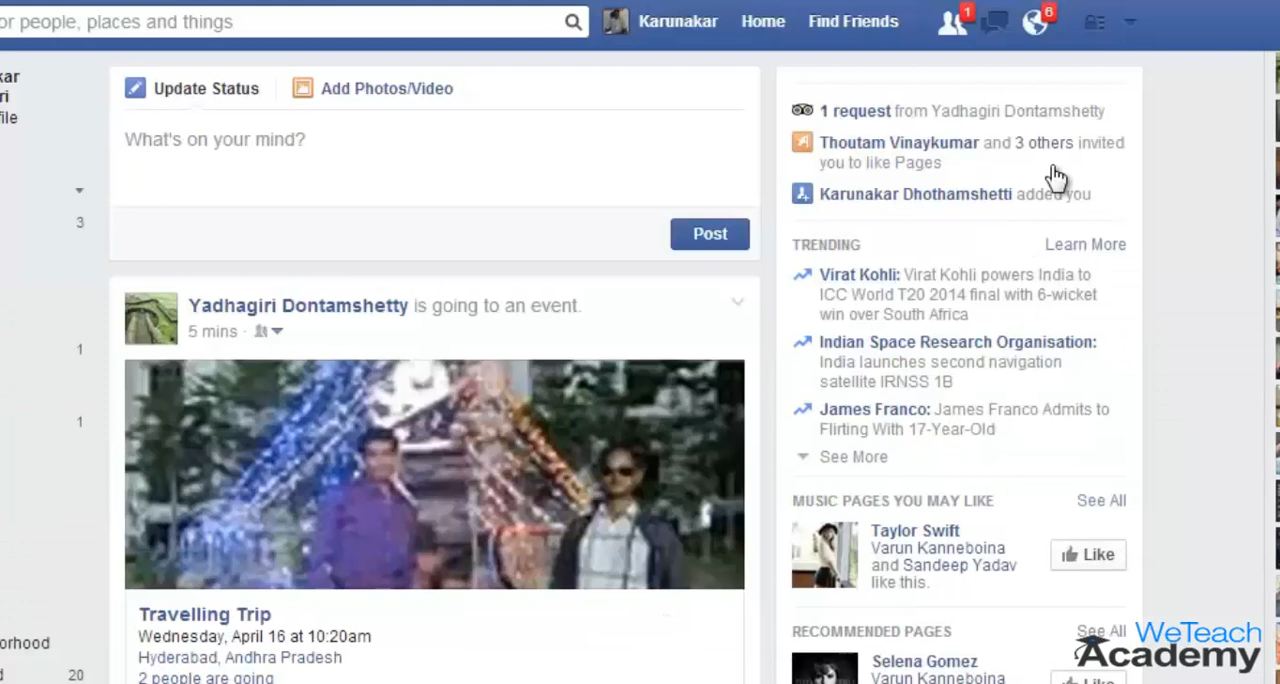 or people, places and things
Karunakar
Home
Find Friends
1
6
kar
ri
file
3
1
1
orhood
d
20
Update Status
Add Photos/Video
What's on your mind?
Post
Yadhagiri Dontamshetty is going to an event.
5 mins ·
Travelling Trip
Wednesday, April 16 at 10:20am
Hyderabad, Andhra Pradesh
2 people are going
1 request from Yadhagiri Dontamshetty
Thoutam Vinaykumar and 3 others invited
you to like Pages
Karunakar Dhothamshetti added you
TRENDING
Learn More
Virat Kohli: Virat Kohli powers India to
ICC World T20 2014 final with 6-wicket
win over South Africa
Indian Space Research Organisation:
India launches second navigation
satellite IRNSS 1B
James Franco: James Franco Admits to
Flirting With 17-Year-Old
See More
MUSIC PAGES YOU MAY LIKE
See All
Taylor Swift
Varun Kanneboina
and Sandeep Yadav
like this.
Like
RECOMMENDED PAGES
See All
Selena Gomez
Varun Kanneboina
Like
WeTeach
Academy